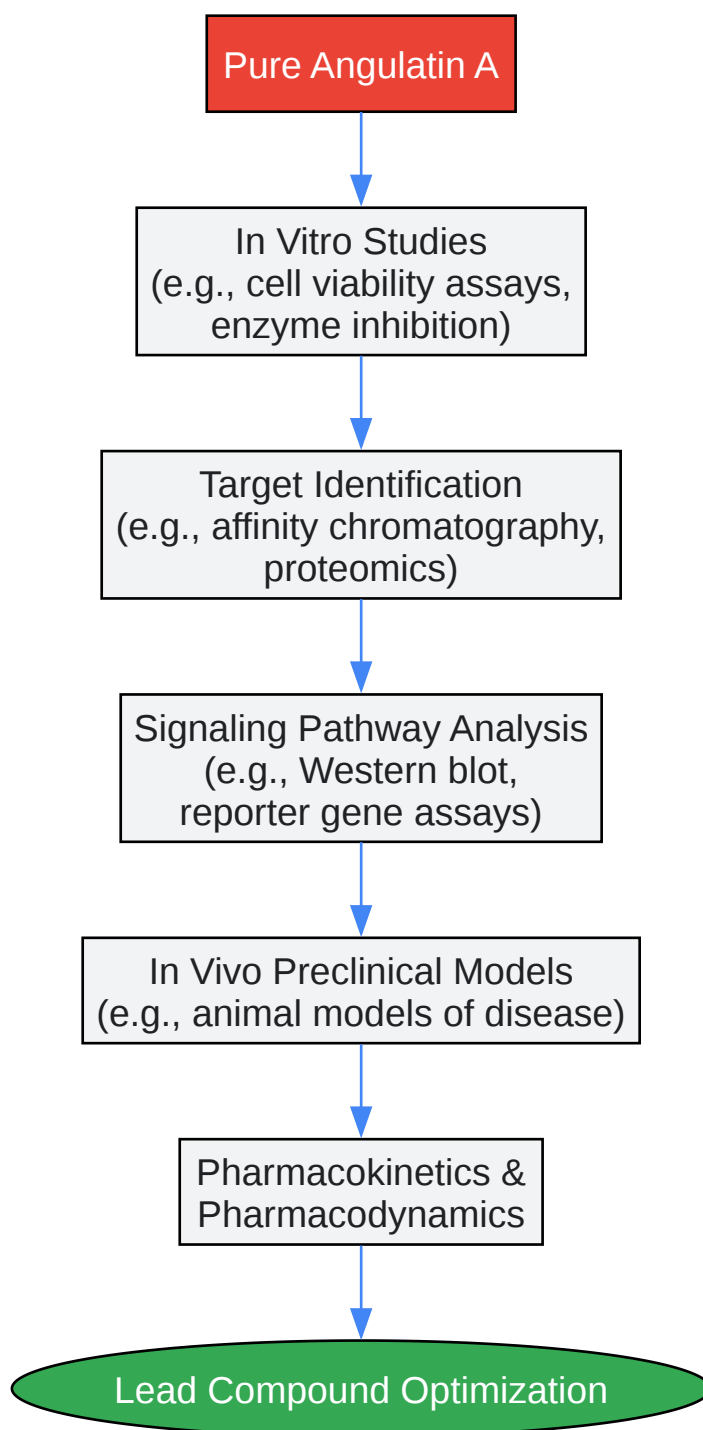 Pure Angulatin A
In Vitro Studies
(e.g., cell viability assays,
enzyme inhibition)
Target Identification
(e.g., affinity chromatography,
proteomics)
Signaling Pathway Analysis
(e.g., Western blot,
reporter gene assays)
In Vivo Preclinical Models
(e.g., animal models of disease)
Pharmacokinetics &
Pharmacodynamics
Lead Compound Optimization